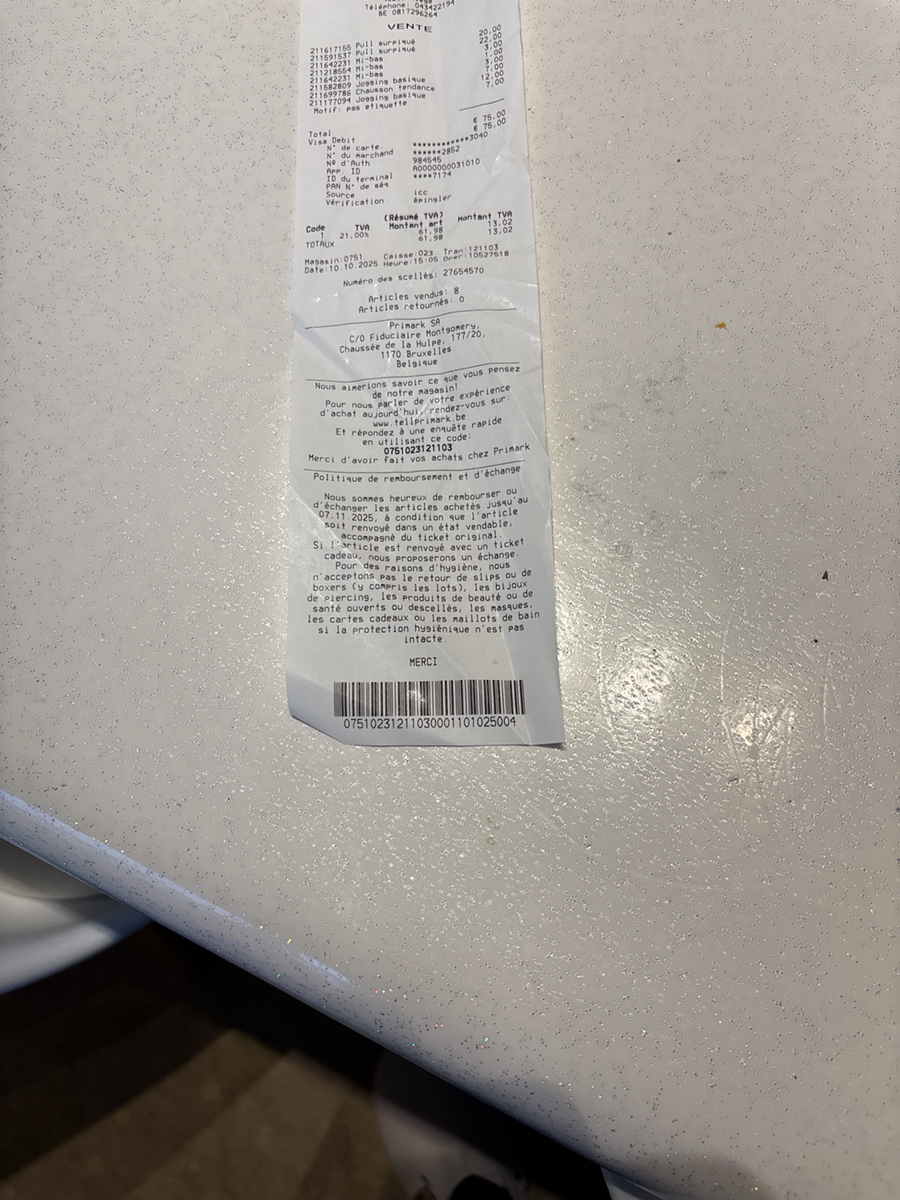 Téléphone: 043422194
BE 0817296264
VENTE
211617155 Pull surpiqué 20,00
211591537 Pull surpiqué 22,00
211642231 Mi-bas 3,00
211218554 Mi-bas 1,00
211642231 Mi-bas 3,00
211582809 Jogging basique 7,00
211699786 Chausson tendance 12,00
211177094 Jogging basique 7,00
Motif: pas etiquette
Total € 75,00
Visa Debit € 75,00
N° de carte ************3040
N° du marchand ******2852
Nº d'Auth 984545
App. ID A0000000031010
ID du terminal ****7174
PAN N° de séq
Source icc
Vérification épingler
(Résumé TVA)
Code TVA Montant art Montant TVA
1 21,00% 61,98 13,02
TOTAUX 61,98 13,02
Magasin:0751 Caisse:023 Tran:121103
Date:10.10.2025 Heure:15:05 Oper:10527518
Numéro des scellés: 27654570
Articles vendus: 8
Articles retournés: 0
Primark SA
C/O Fiduciaire Montgomery,
Chaussée de la Hulpe, 177/20,
1170 Bruxelles
Belgique
Nous aimerions savoir ce que vous pensez
de notre magasin!
Pour nous parler de votre expérience
d'achat aujourd'hui, rendez-vous sur:
www.tellprimark.be
Et répondez à une enquête rapide
en utilisant ce code:
0751023121103
Merci d'avoir fait vos achats chez Primark
Politique de remboursement et d'échange
Nous sommes heureux de rembourser ou
d'échanger les articles achetés jusqu'au
07.11.2025, à condition que l'article
soit renvoyé dans un état vendable,
accompagné du ticket original.
Si l'article est renvoyé avec un ticket
cadeau, nous proposerons un échange.
Pour des raisons d'hygiène, nous
n'acceptons pas le retour de slips ou de
boxers (y compris les lots), les bijoux
de piercing, les produits de beauté ou de
santé ouverts ou descellés, les masques,
les cartes cadeaux ou les maillots de bain
si la protection hygiénique n'est pas
intacte.
MERCI
07510231211030001101025004